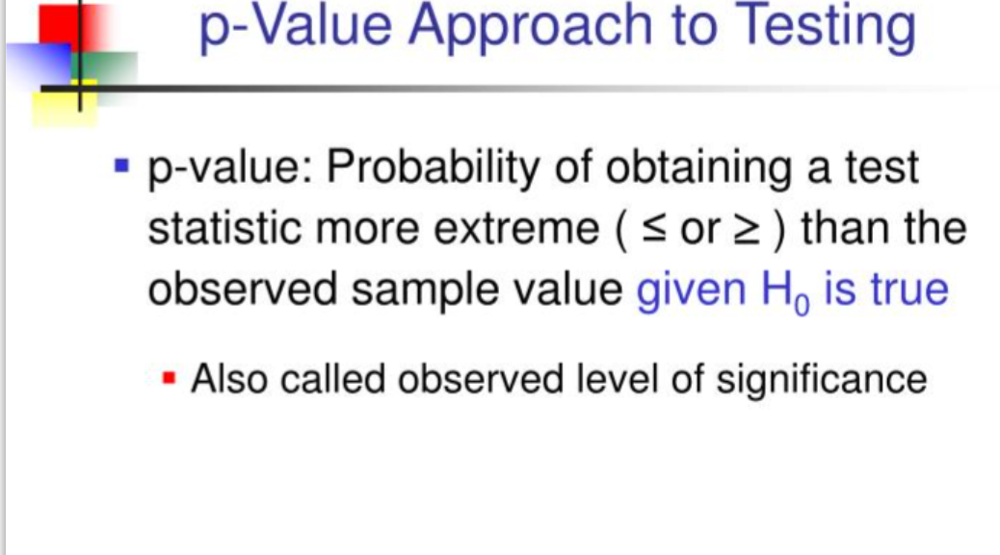 p-Value Approach to Testing
p-value: Probability of obtaining a test
statistic more extreme ( ≤ or ≥ ) than the
observed sample value given H₀ is true
Also called observed level of significance